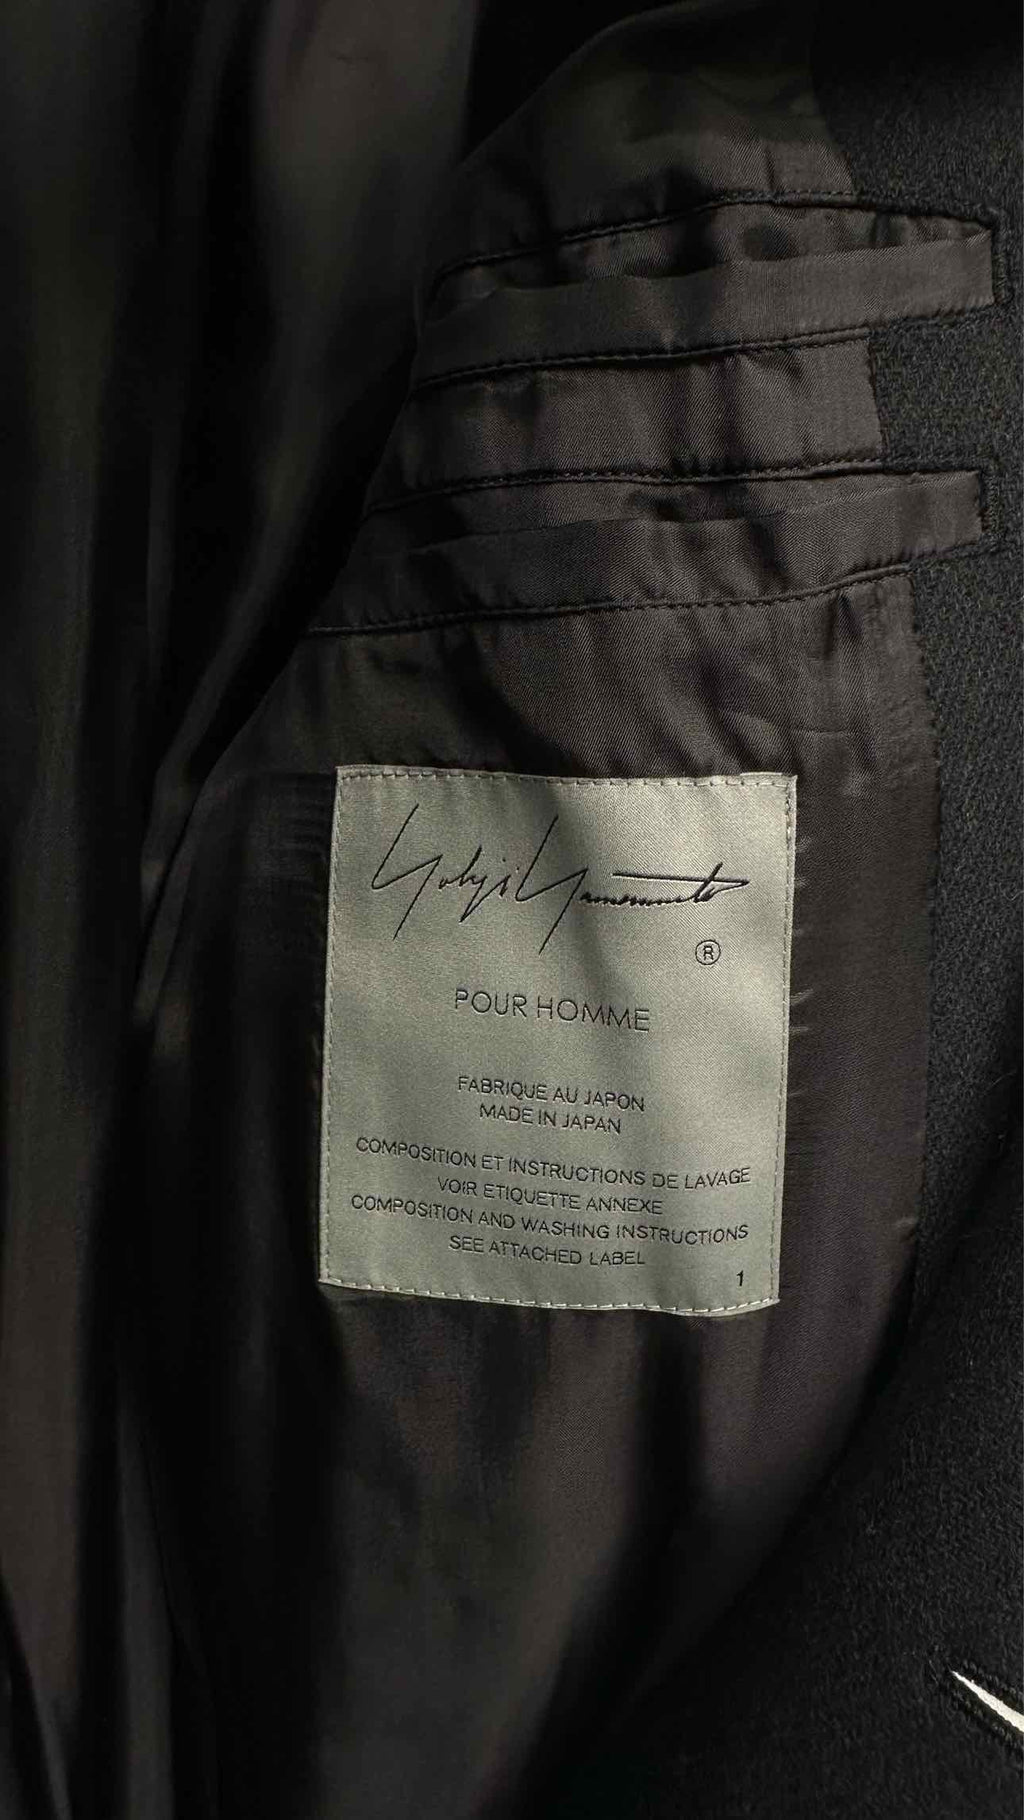 Yohji Yamamoto
®
POUR HOMME
FABRIQUE AU JAPON
MADE IN JAPAN
COMPOSITION ET INSTRUCTIONS DE LAVAGE
VOIR ETIQUETTE ANNEXE
COMPOSITION AND WASHING INSTRUCTIONS
SEE ATTACHED LABEL
1